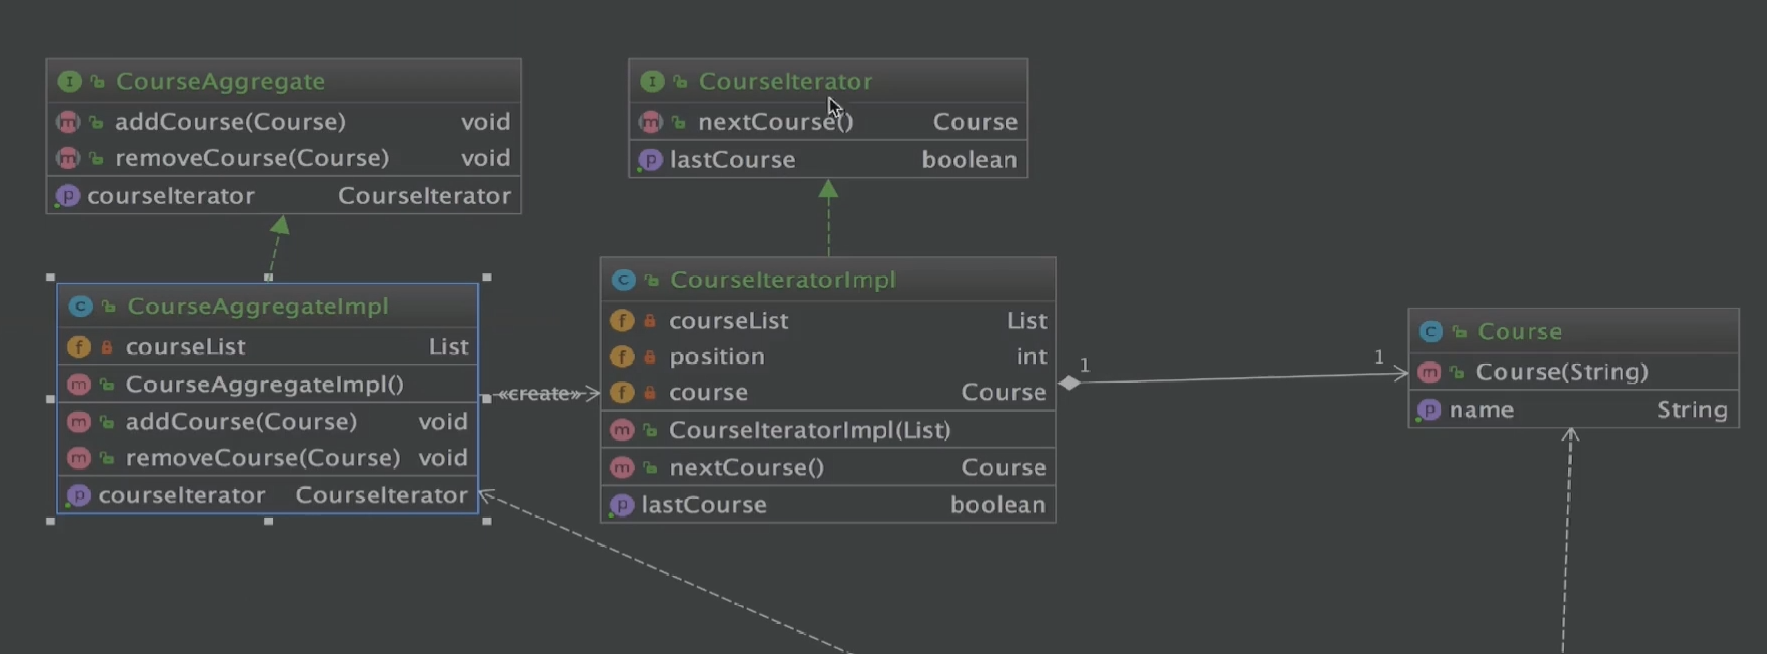 CourseAggregate
addCourse(Course) void
removeCourse(Course) void
courseIterator CourseIterator
CourseIterator
nextCourse() Course
lastCourse boolean
CourseAggregateImpl
courseList List
CourseAggregateImpl()
addCourse(Course) void
removeCourse(Course) void
courseIterator CourseIterator
«create»
CourseIteratorImpl
courseList List
position int
course Course
CourseIteratorImpl(List)
nextCourse() Course
lastCourse boolean
1 1
Course
Course(String)
name String